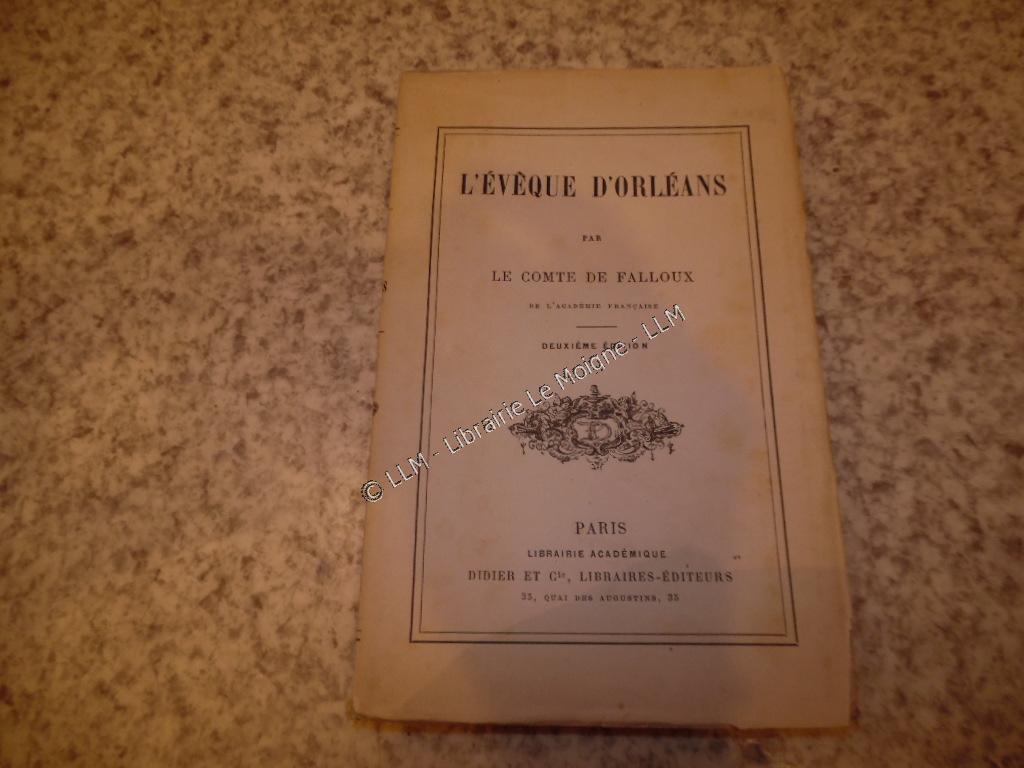 L'ÉVÊQUE D'ORLÉANS
PAR
LE COMTE DE FALLOUX
DE L'ACADÉMIE FRANÇAISE
DEUXIÈME ÉDITION
© LLM - Librairie Le Moigne - LLM
PARIS
LIBRAIRIE ACADÉMIQUE
DIDIER ET Cie, LIBRAIRES-ÉDITEURS
35, QUAI DES AUGUSTINS, 35